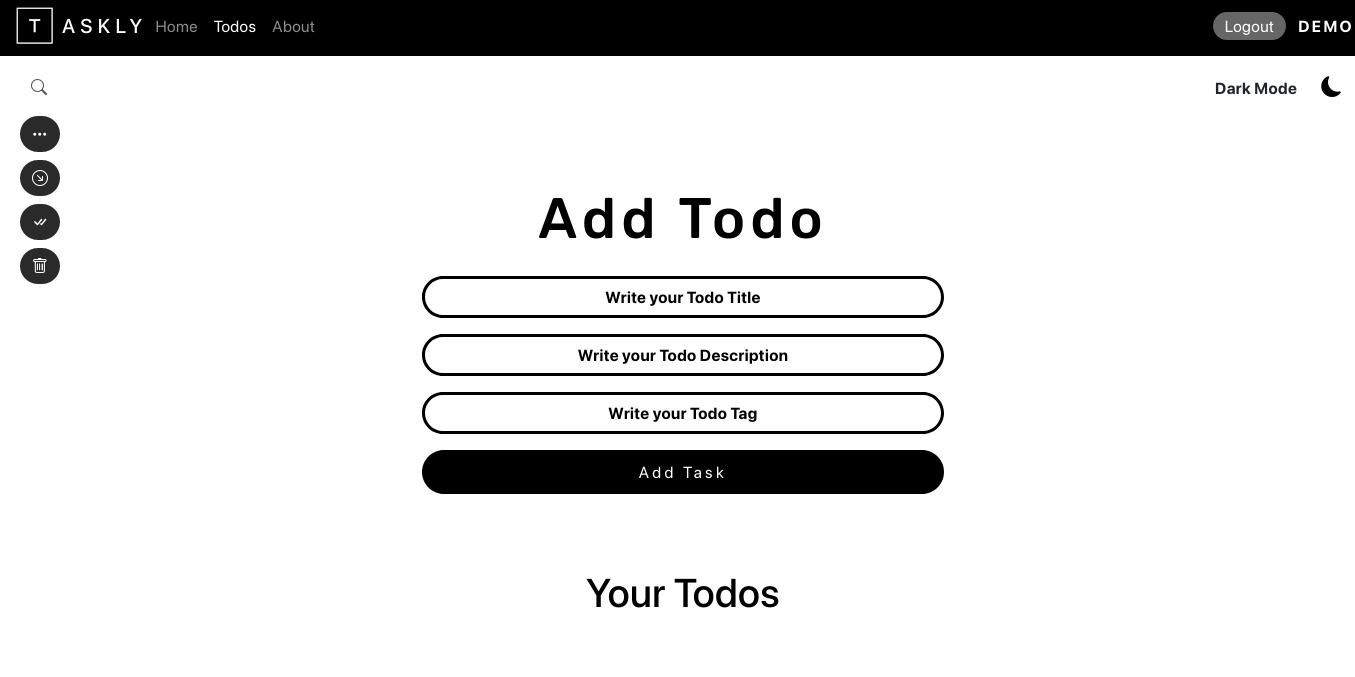 TASKLY Home Todos About Logout DEMO
Dark Mode
Add Todo
Write your Todo Title
Write your Todo Description
Write your Todo Tag
Add Task
Your Todos